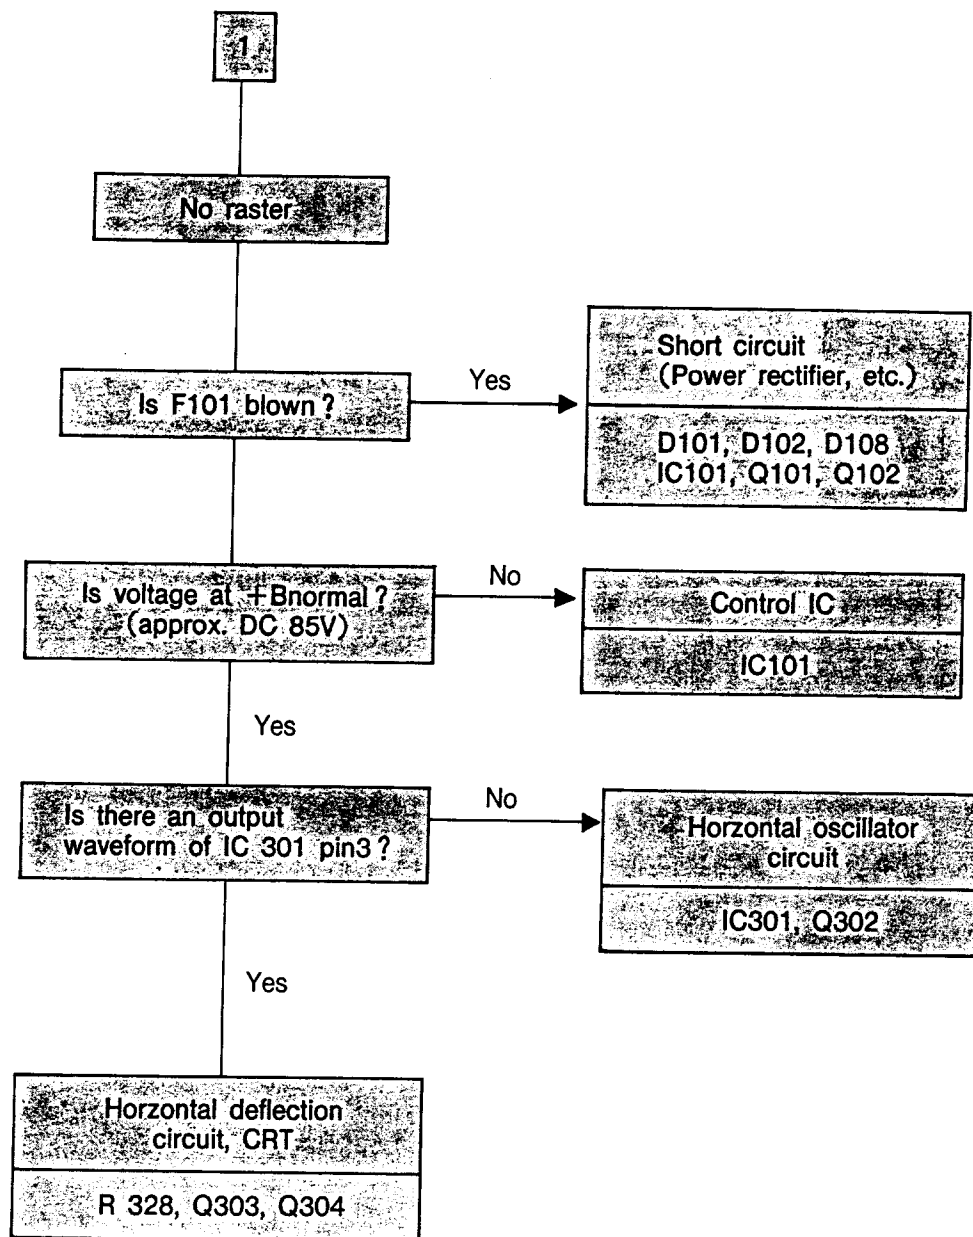 1
No raster
Is F101 blown?
Yes
Short circuit
(Power rectifier, etc.)
D101, D102, D108
IC101, Q101, Q102
Is voltage at +Bnormal?
(approx. DC 85V)
No
Control IC
IC101
Yes
Is there an output
waveform of IC 301 pin3?
No
Horzontal oscillator
circuit
IC301, Q302
Yes
Horzontal deflection
circuit, CRT
R 328, Q303, Q304